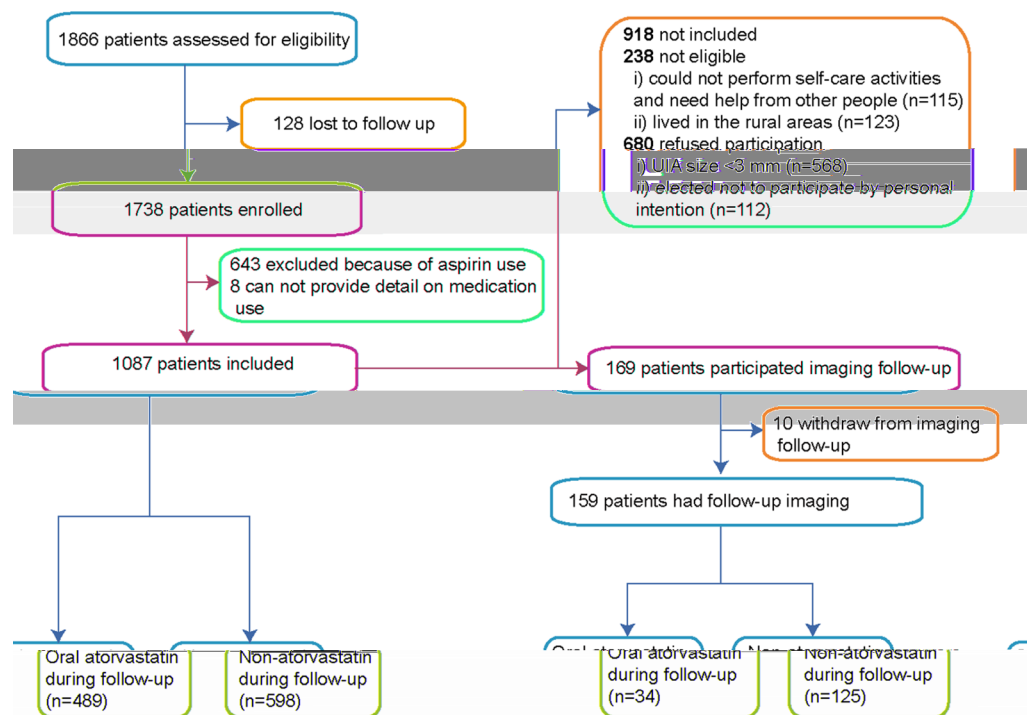 1866 patients assessed for eligibility
128 lost to follow up
918 not included
238 not eligible
i) could not perform self-care activities
and need help from other people (n=115)
ii) lived in the rural areas (n=123)
680 refused participation
i) UIA size <3 mm (n=568)
ii) elected not to participate by personal
intention (n=112)
1738 patients enrolled
643 excluded because of aspirin use
8 can not provide detail on medication
use
1087 patients included
169 patients participated imaging follow-up
10 withdraw from imaging
follow-up
159 patients had follow-up imaging
Oral atorvastatin
during follow-up
(n=489)
Non-atorvastatin
during follow-up
(n=598)
Oral atorvastatin
during follow-up
(n=34)
Non-atorvastatin
during follow-up
(n=125)